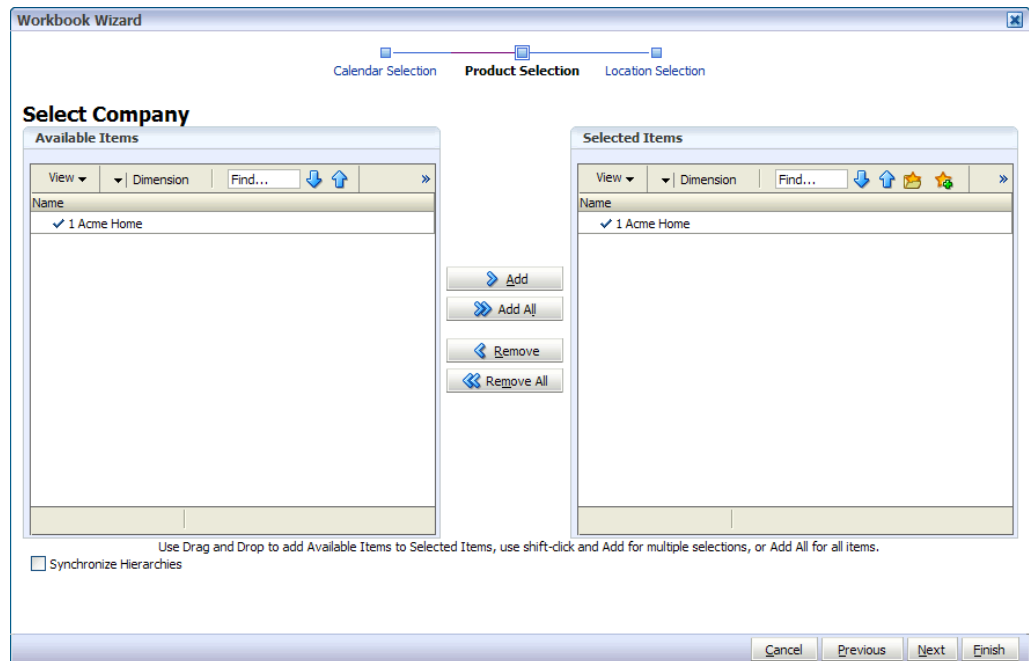 Workbook Wizard
Calendar Selection Product Selection Location Selection
Select Company
Available Items
View Dimension Find... »
Name
1 Acme Home
Selected Items
View Dimension Find... »
Name
1 Acme Home
Add
Add All
Remove
Remove All
Use Drag and Drop to add Available Items to Selected Items, use shift-click and Add for multiple selections, or Add All for all items.
Synchronize Hierarchies
Cancel Previous Next Finish